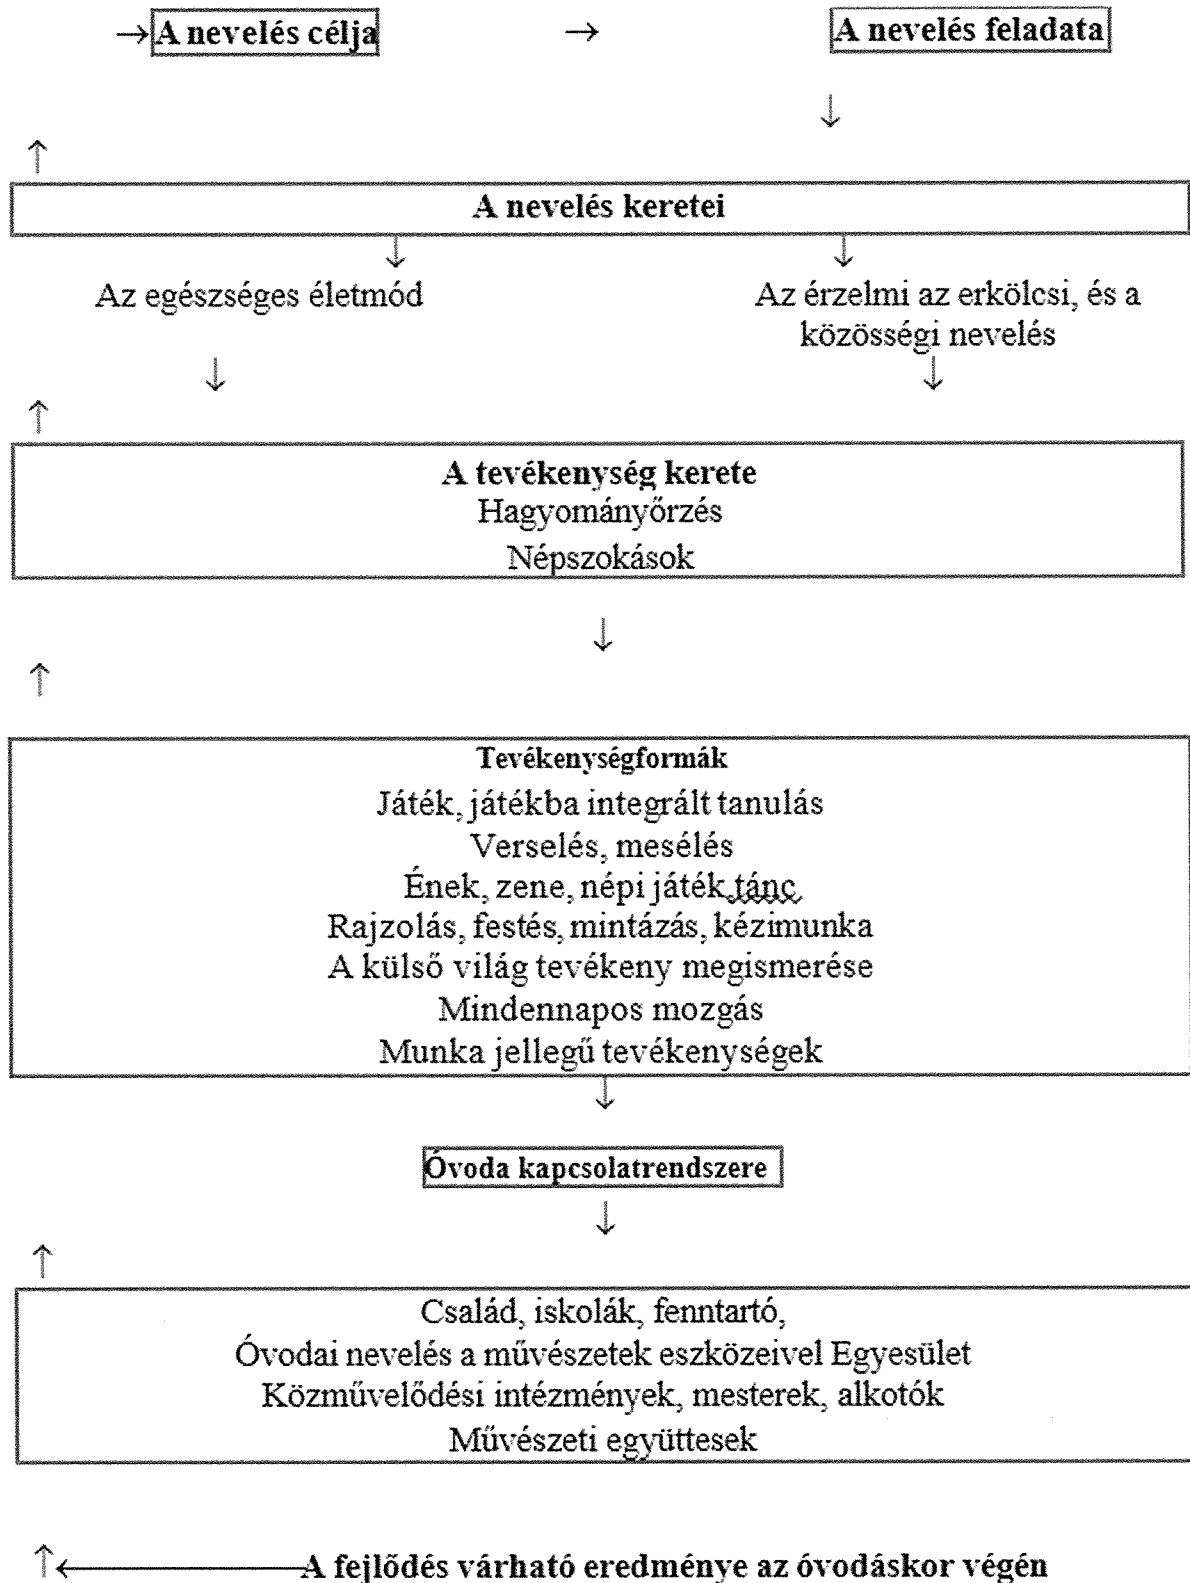 → A nevelés célja → A nevelés feladata
↓
↑
A nevelés keretei
↓ ↓
Az egészséges életmód Az érzelmi az erkölcsi, és a
közösségi nevelés
↓ ↓
↑
A tevékenység kerete
Hagyományőrzés
Népszokások
↓
↑
Tevékenységformák
Játék, játékba integrált tanulás
Verselés, mesélés
Ének, zene, népi játék,tánc,
Rajzolás, festés, mintázás, kézimunka
A külső világ tevékeny megismerése
Mindennapos mozgás
Munka jellegű tevékenységek
↓
Óvoda kapcsolatrendszere
↓
↑
Család, iskolák, fenntartó,
Óvodai nevelés a művészetek eszközeivel Egyesület
Közművelődési intézmények, mesterek, alkotók
Művészeti együttesek
↑ ← A fejlődés várható eredménye az óvodáskor végén